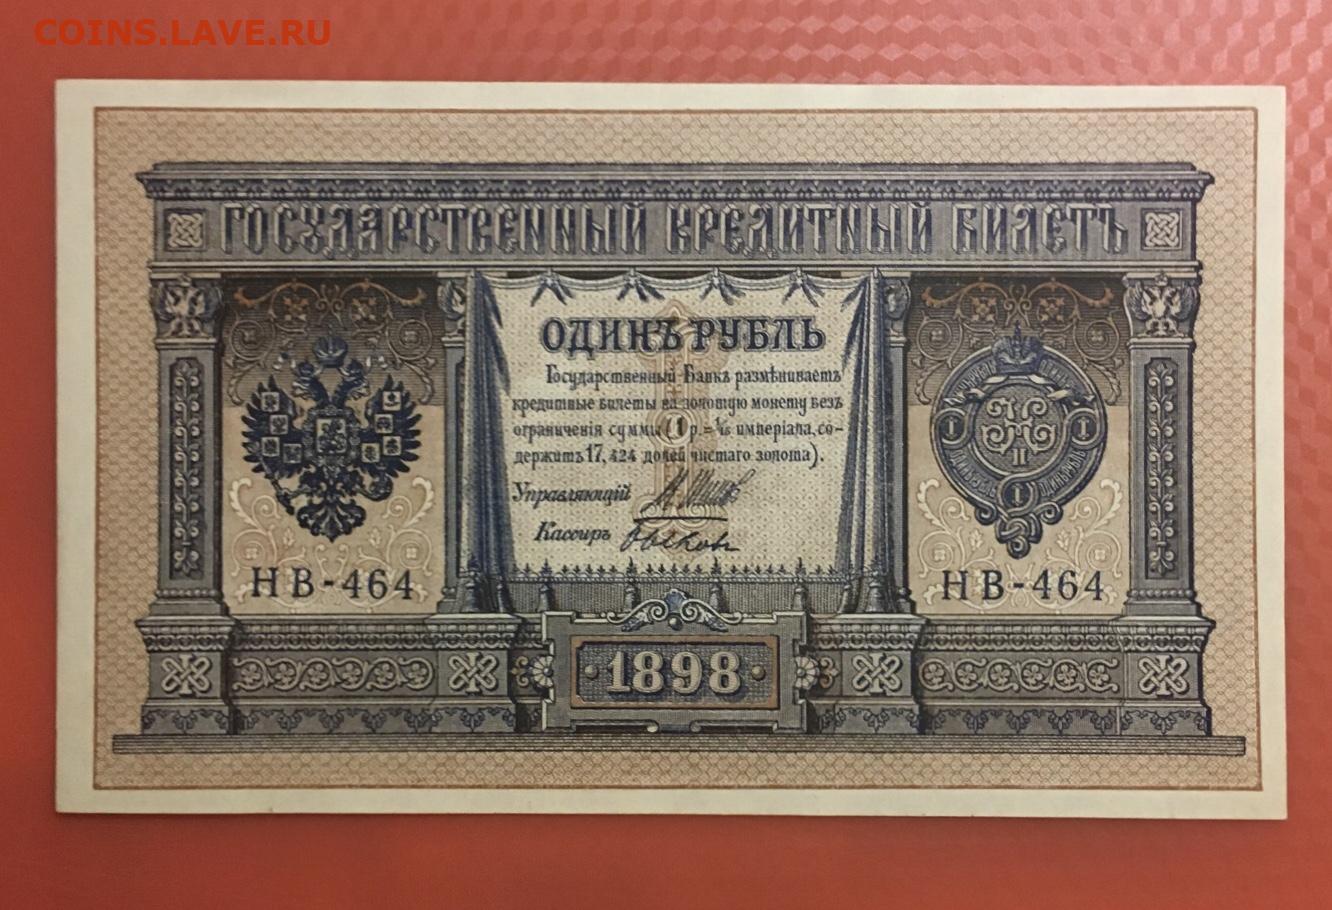 COINS.LAVE.RU
ГОСУДАРСТВЕННЫЙ КРЕДИТНЫЙ БИЛЕТЪ
ОДИНЪ РУБЛЬ
Государственный Банкъ размѣниваетъ
кредитные билеты на золотую монету безъ
ограниченія суммы (1 р. = 1/15 имперіала, со-
держитъ 17,424 долей чистаго золота).
Управляющій
Кассиръ
НВ-464
НВ-464
1898